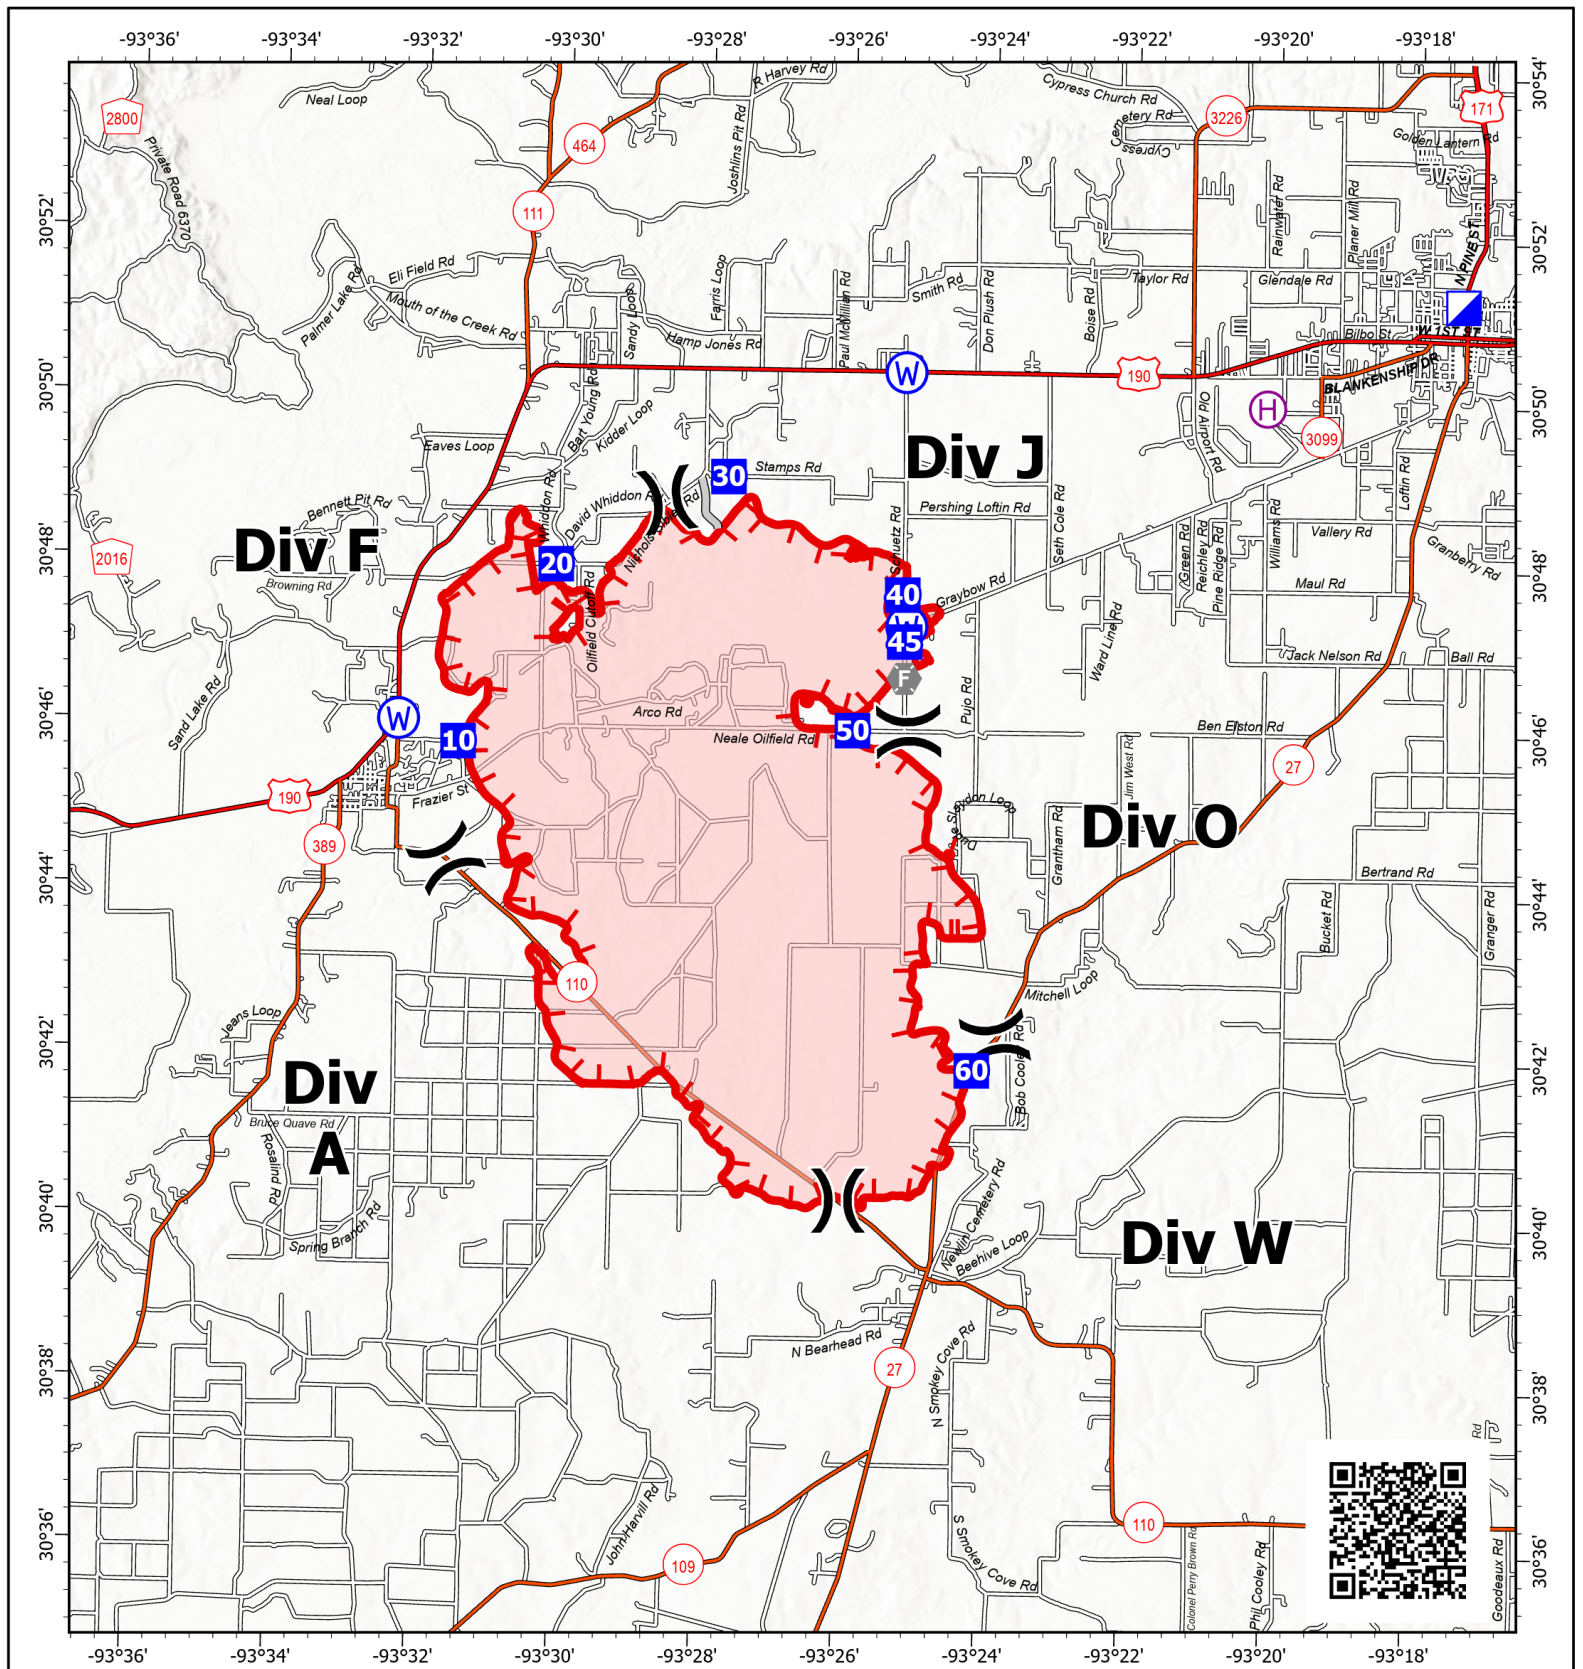 -93°36' -93°34' -93°32' -93°30' -93°28' -93°26' -93°24' -93°22' -93°20' -93°18'
30°54'
30°52'
30°50'
30°48'
30°46'
30°44'
30°42'
30°40'
30°38'
30°36'
30°52'
30°50'
30°48'
30°46'
30°44'
30°42'
30°40'
30°38'
30°36'
2800
Neal Loop
R Harvey Rd
Cypress Church Rd
171
3226
Cemetery Rd
Cypress
Golden Lantern Rd
464
Private Road 6370
Joshlins Pit Rd
111
Rainwater Rd
Planer Mill Rd
N PINE ST
Palmer Lake Rd
Eli Field Rd
Mouth of the Creek Rd
Sandy Loop
Farris Loop
Hamp Jones Rd
Paul McMillian Rd
Smith Rd
Don Plush Rd
Boise Rd
Taylor Rd
Glendale Rd
Bilbo St
W 1ST ST
BLANKENSHIP DR
W
190
H
3099
Old Airport Rd
Eaves Loop
Bart Young Rd
Kidder Loop
Div J
Stamps Rd
30
Loftin Rd
Bennett Pit Rd
Whiddon Rd
David Whiddon Rd
Pershing Loftin Rd
Seth Cole Rd
Div F
2016
Williams Rd
Vallery Rd
Granberry Rd
Green Rd
Reichley Rd
Pine Ridge Rd
20
Schuetz Rd
Browning Rd
Oilfield Cutoff Rd
40
Graybow Rd
Maul Rd
W
45
Ward Line Rd
F
Jack Nelson Rd
Ball Rd
Sand Lake Rd
W
Arco Rd
Pujo Rd
10
Neale Oilfield Rd
50
Ben Elston Rd
Jim West Rd
27
190
Frazier St
Div O
Grantham Rd
389
Bertrand Rd
Bucket Rd
Granger Rd
110
Mitchell Loop
Jeans Loop
Bob Cooley Rd
60
Div
A
Bruce Quave Rd
Rosalind Rd
Spring Branch Rd
Newlin Cemetery Rd
Beehive Loop
Div W
N Bearhead Rd
N Smokey Cove Rd
27
Rd
John Harvill Rd
S Smokey Cove Rd
110
109
Colonel Perry Brown Rd
Phil Cooley Rd
Goodeaux Rd
-93°36' -93°34' -93°32' -93°30' -93°28' -93°26' -93°24' -93°22' -93°20' -93°18'